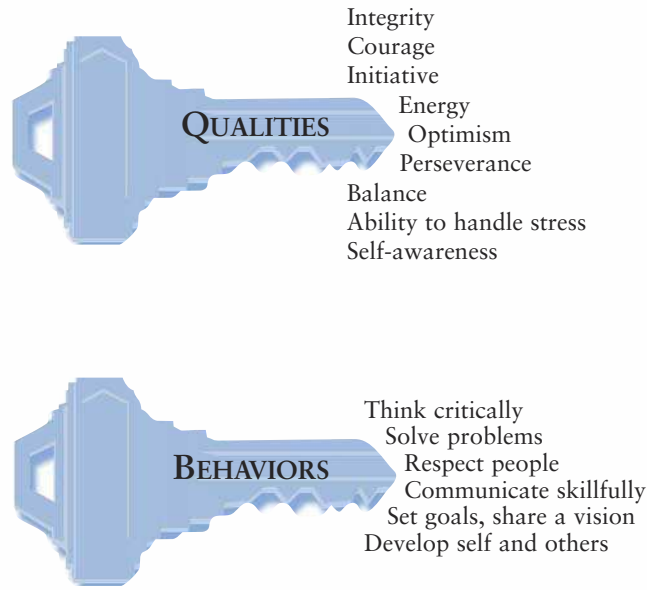 Integrity
Courage
Initiative
Energy
QUALITIES
Optimism
Perseverance
Balance
Ability to handle stress
Self-awareness
Think critically
Solve problems
BEHAVIORS
Respect people
Communicate skillfully
Set goals, share a vision
Develop self and others